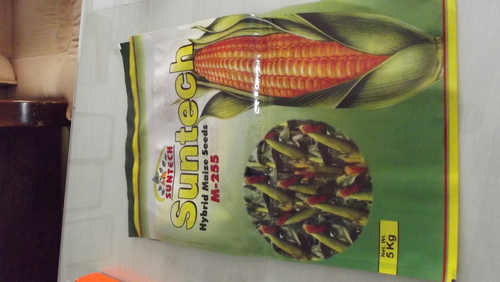 SUNTECH
Suntech
Hybrid Maize Seeds
M-255
Net. Wt.
5 Kg